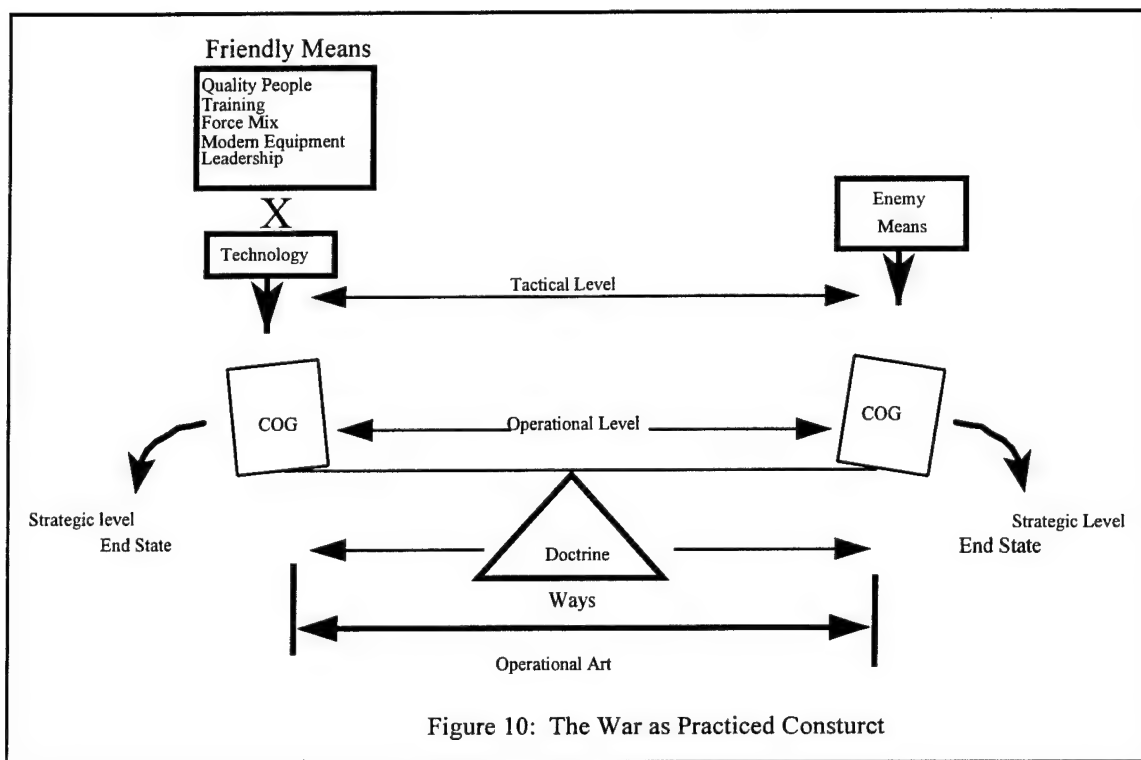 Friendly Means
Quality People
Training
Force Mix
Modern Equipment
Leadership
X
Technology
Enemy
Means
Tactical Level
COG
Operational Level
COG
Strategic level
End State
Strategic Level
End State
Doctrine
Ways
Operational Art
Figure 10: The War as Practiced Consturct